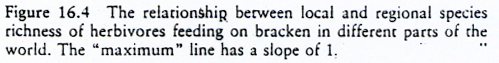 Figure 16.4 The relationship between local and regional species
richness of herbivores feeding on bracken in different parts of the
world. The "maximum" line has a slope of 1.